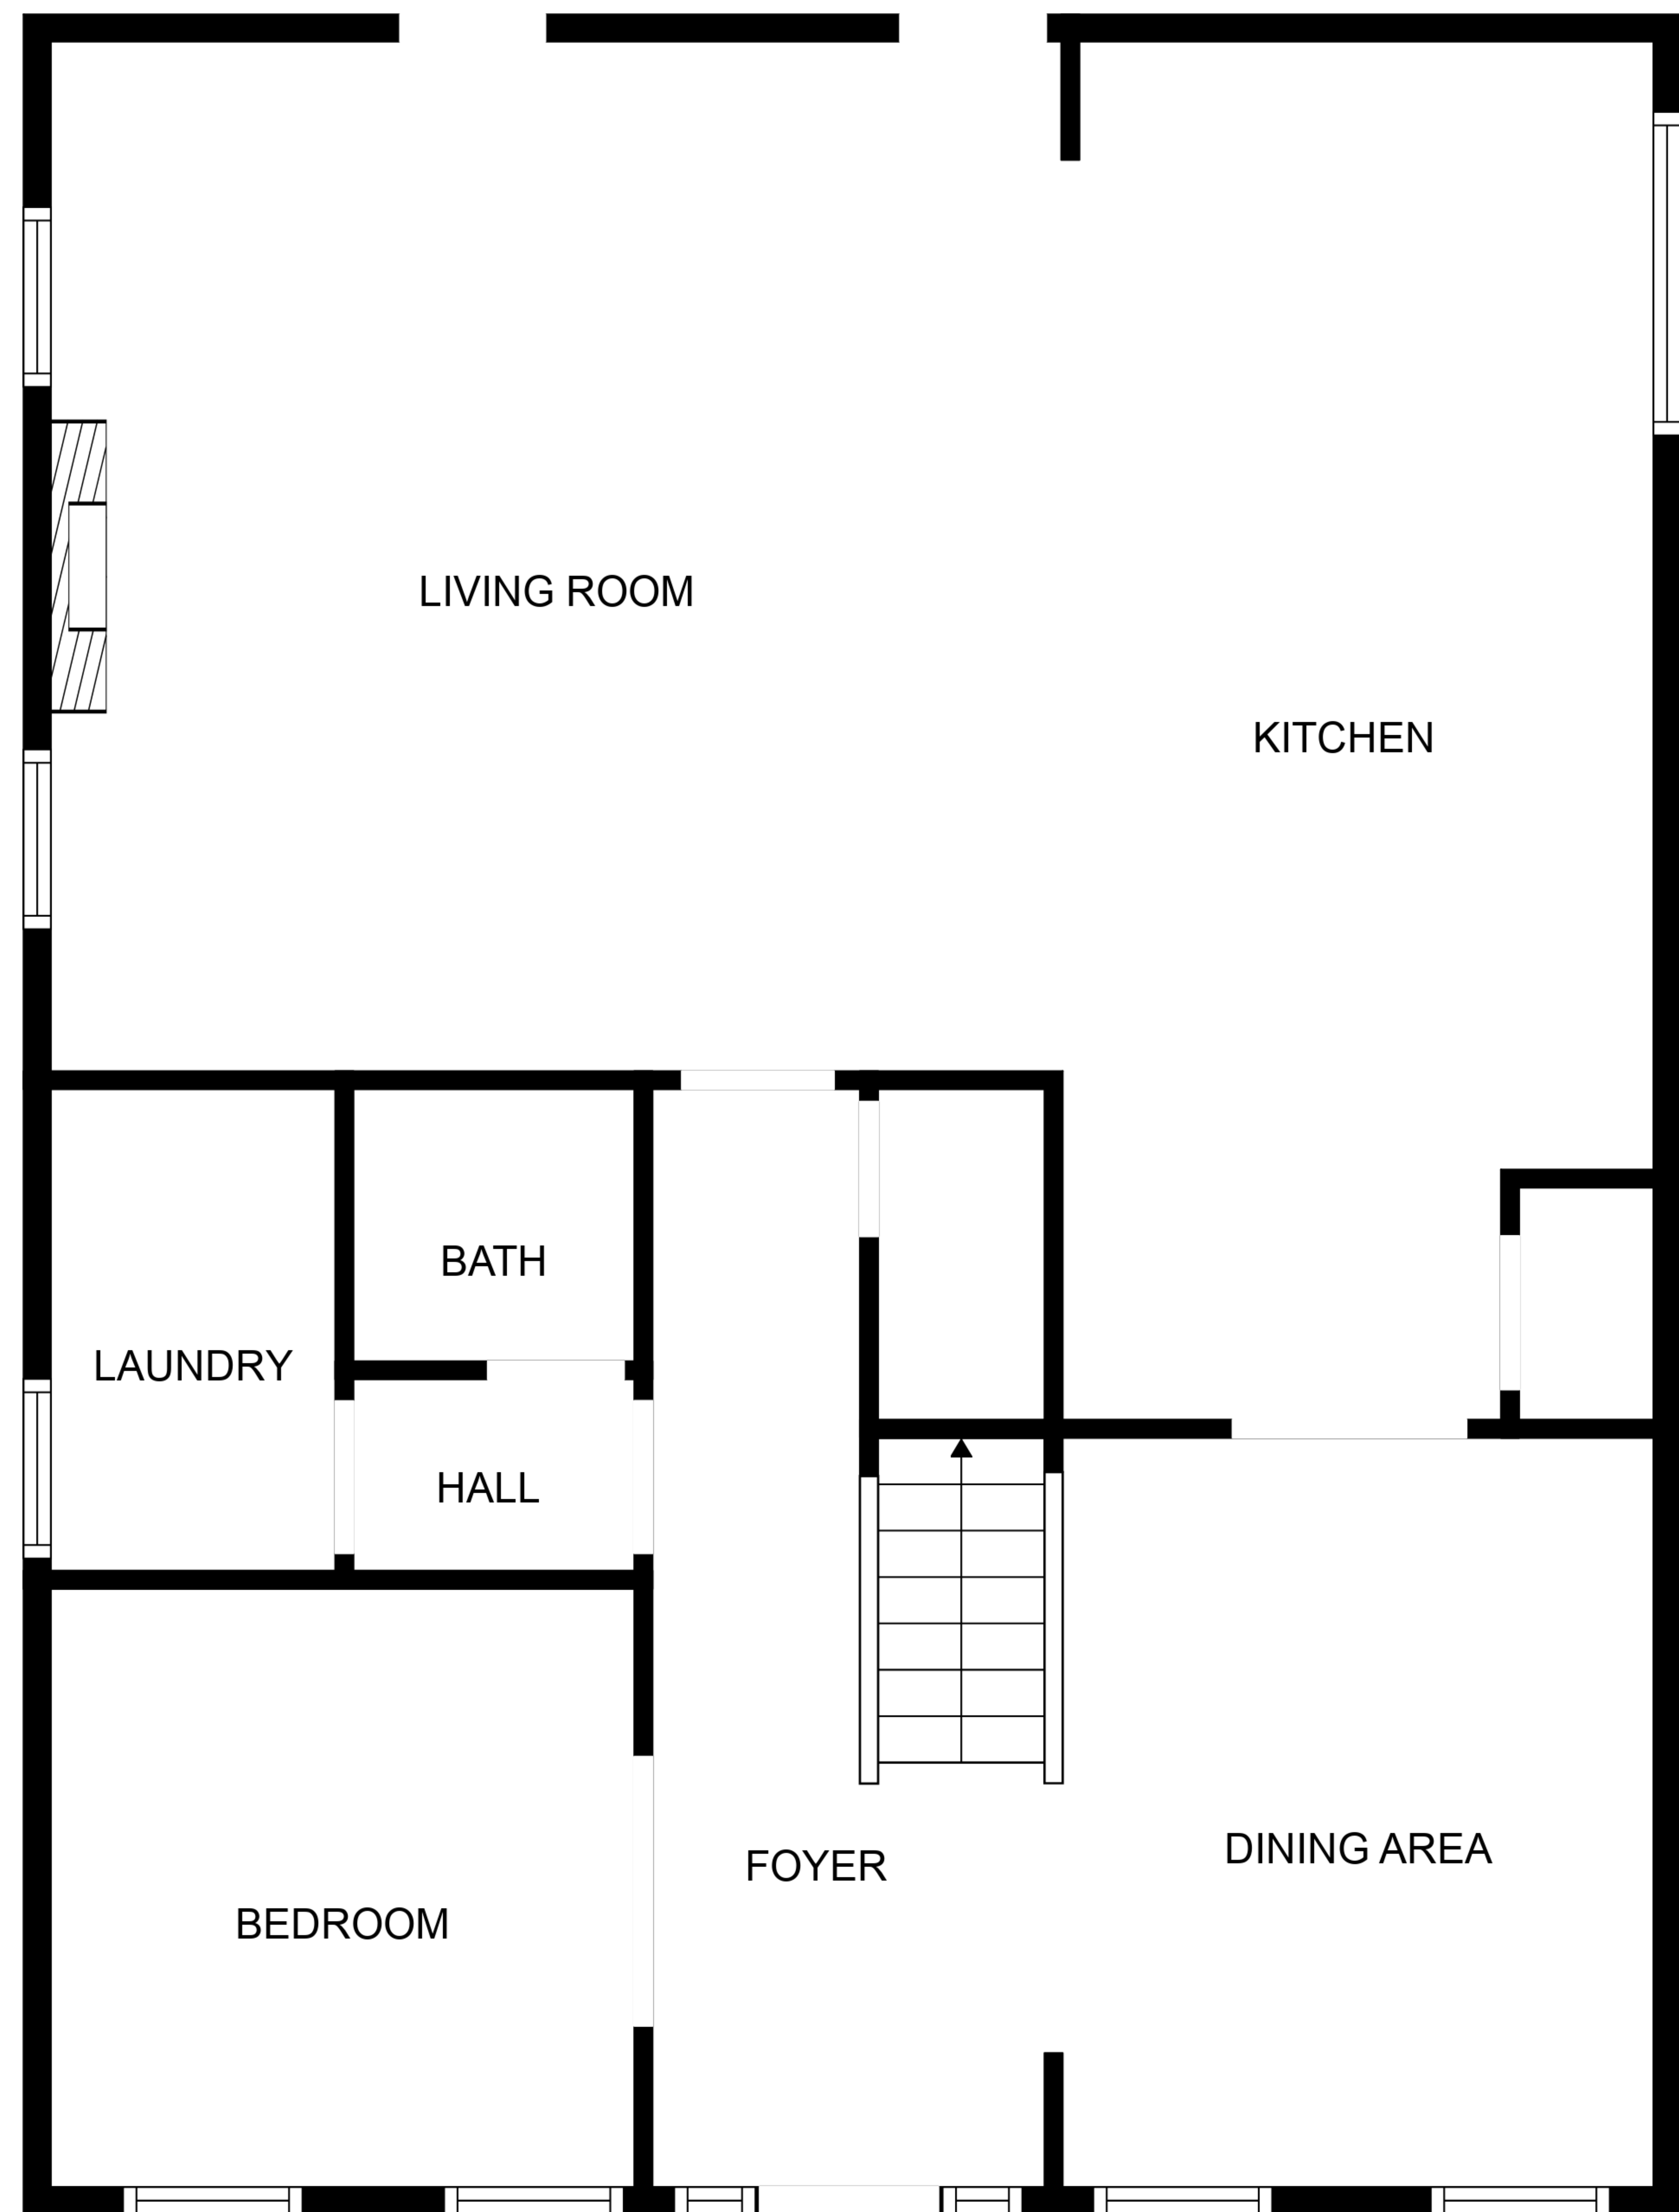 LIVING ROOM
KITCHEN
BATH
LAUNDRY
HALL
DINING AREA
FOYER
BEDROOM